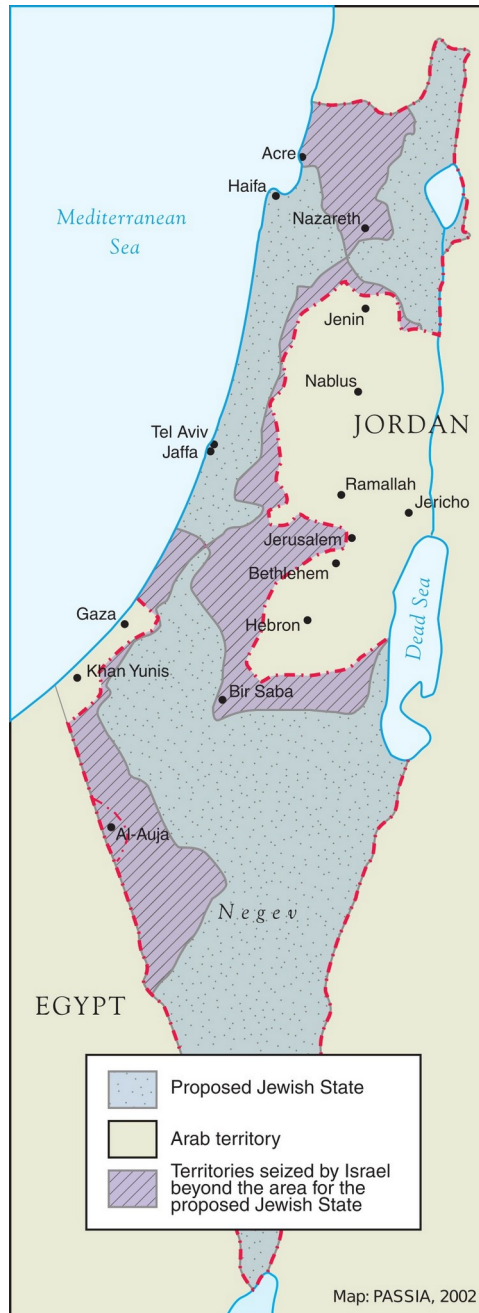 Acre
Haifa
Mediterranean
Sea
Nazareth
Jenin
Nablus
JORDAN
Tel Aviv
Jaffa
Ramallah
Jericho
Jerusalem
Bethlehem
Gaza
Hebron
Dead Sea
Khan Yunis
Bir Saba
Al-Auja
Negev
EGYPT
Proposed Jewish State
Arab territory
Territories seized by Israel
beyond the area for the
proposed Jewish State
Map: PASSIA, 2002